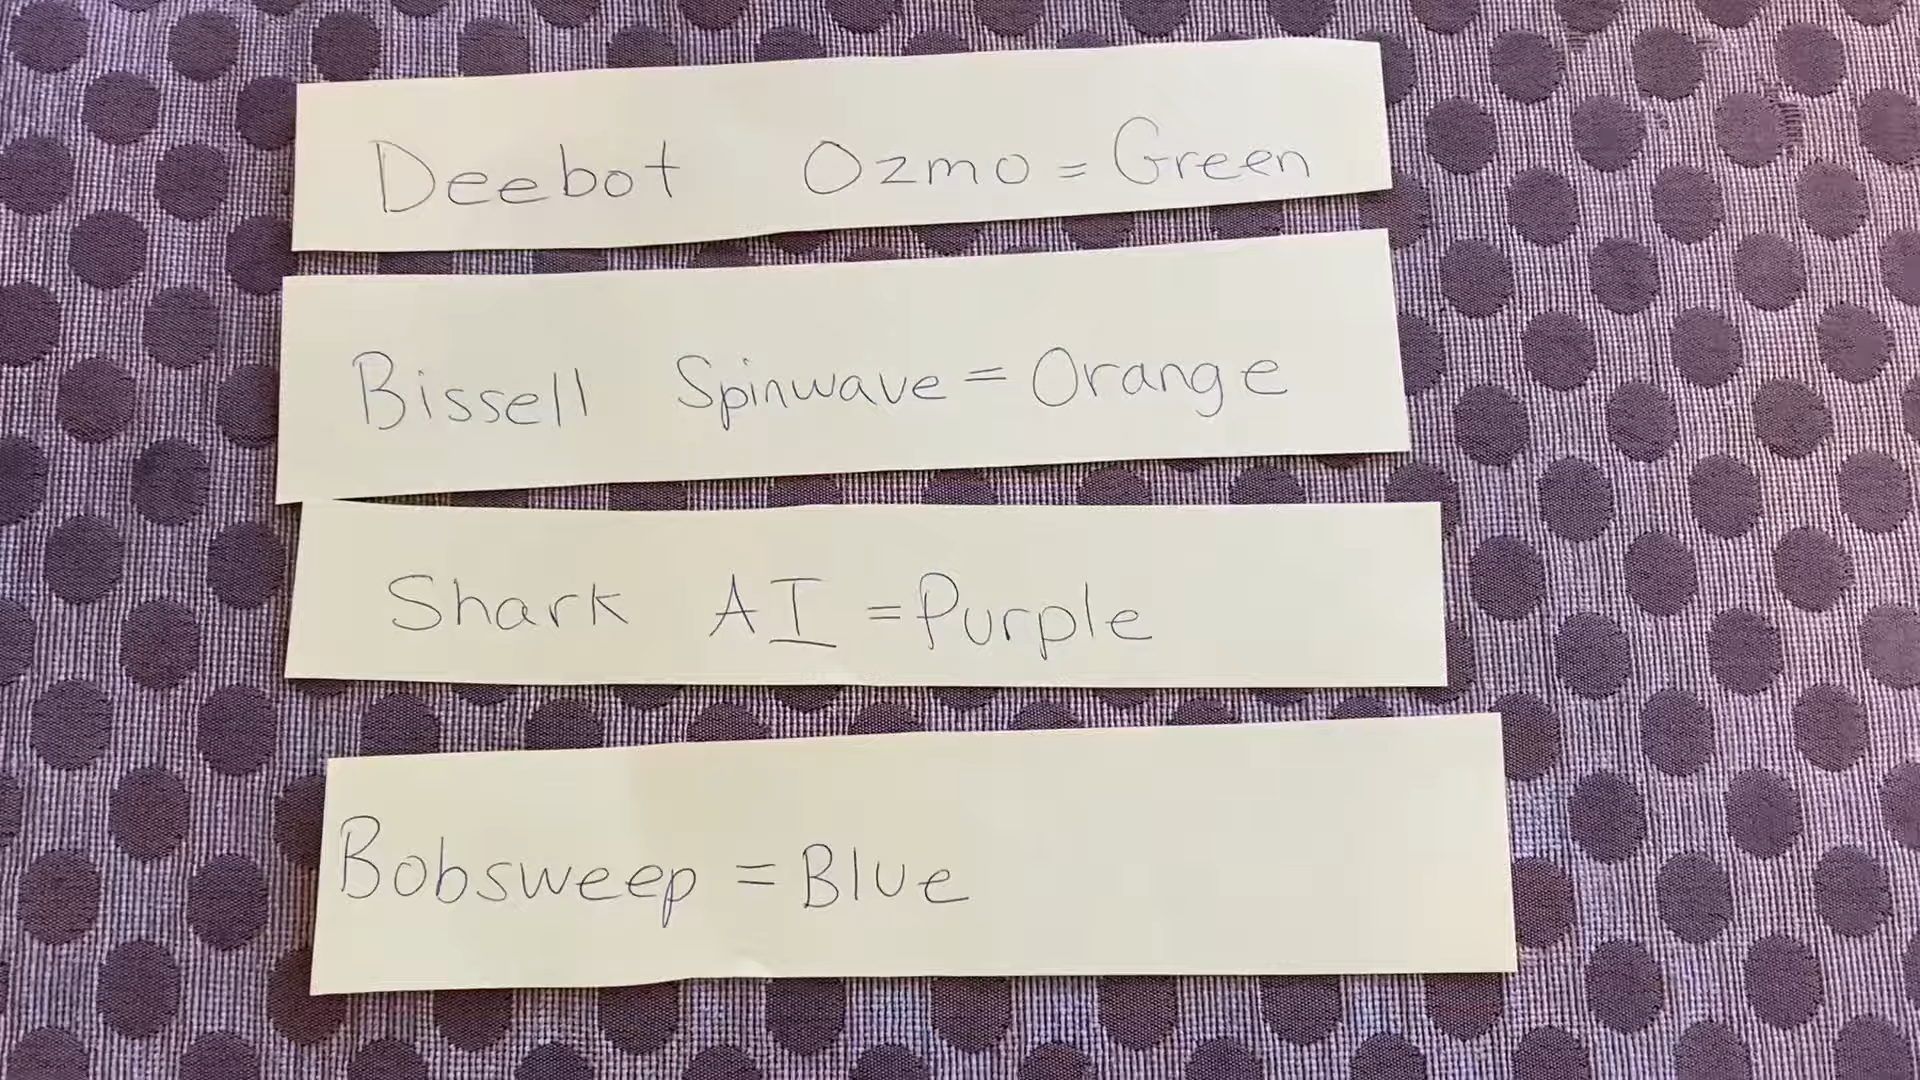 Deebot Ozmo = Green
Bissell Spinwave = Orange
Shark AI = Purple
Bobsweep = Blue